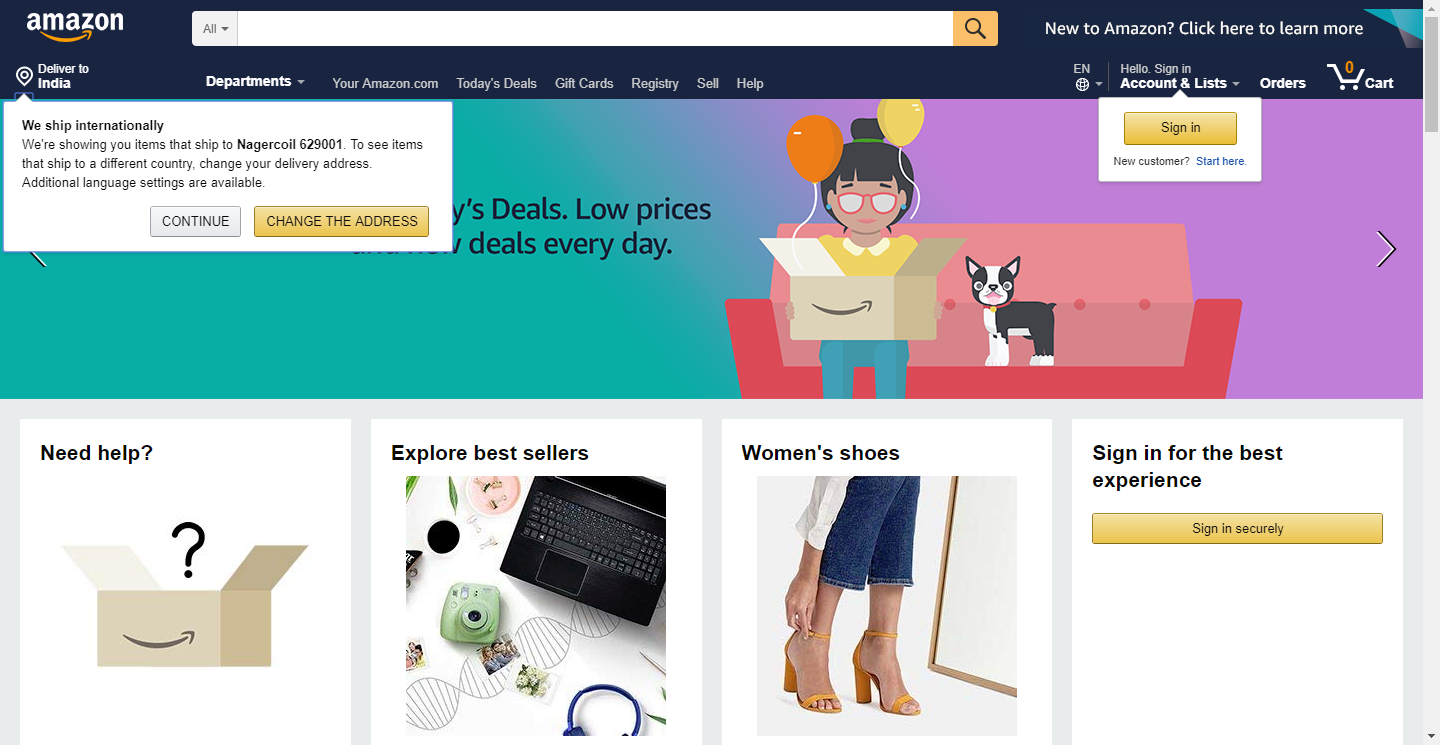 amazon
All
New to Amazon? Click here to learn more
Deliver to
India
Departments
Your Amazon.com
Today's Deals
Gift Cards
Registry
Sell
Help
EN
Hello. Sign in
Account & Lists
Orders
0
Cart
We ship internationally
We're showing you items that ship to Nagercoil 629001. To see items
that ship to a different country, change your delivery address.
Additional language settings are available.
CONTINUE
CHANGE THE ADDRESS
Sign in
New customer? Start here.
y's Deals. Low prices
deals every day.
Need help?
?
Explore best sellers
Women's shoes
Sign in for the best
experience
Sign in securely